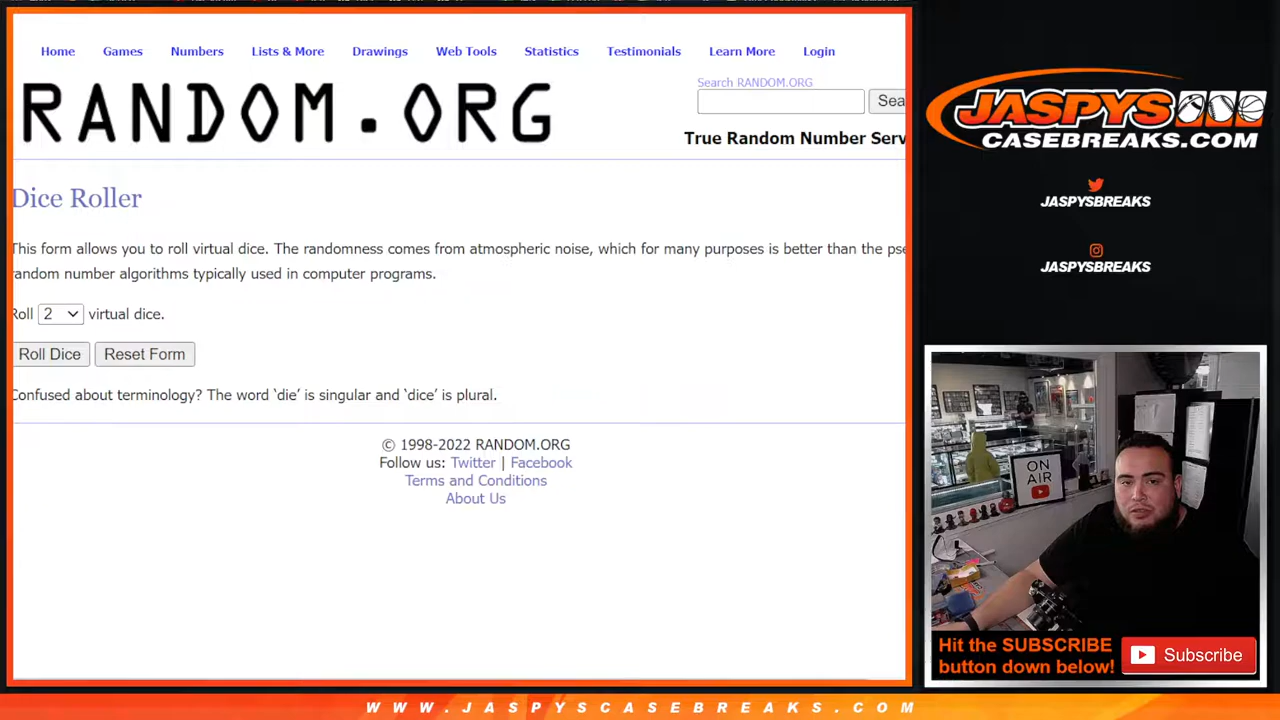 Home Games Numbers Lists & More Drawings Web Tools Statistics Testimonials Learn More Login
RANDOM.ORG
Search RANDOM.ORG
Sea
True Random Number Serv
Dice Roller
This form allows you to roll virtual dice. The randomness comes from atmospheric noise, which for many purposes is better than the pse
random number algorithms typically used in computer programs.
Roll 2 virtual dice.
Roll Dice Reset Form
Confused about terminology? The word ‘die’ is singular and ‘dice’ is plural.
© 1998-2022 RANDOM.ORG
Follow us: Twitter | Facebook
Terms and Conditions
About Us
JASPYS
CASEBREAKS.COM
JASPYSBREAKS
JASPYSBREAKS
ON
AIR
Hit the SUBSCRIBE
button down below!
Subscribe
WWW.JASPYSCASEBREAKS.COM